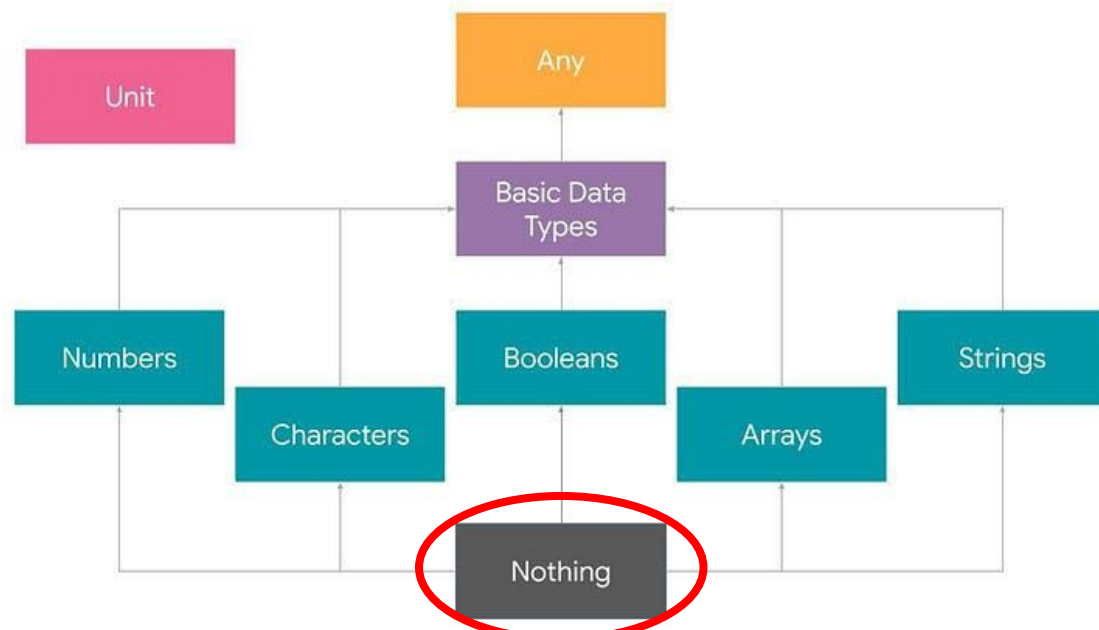 Any
Unit
Basic Data
Types
Numbers
Booleans
Strings
Characters
Arrays
Nothing